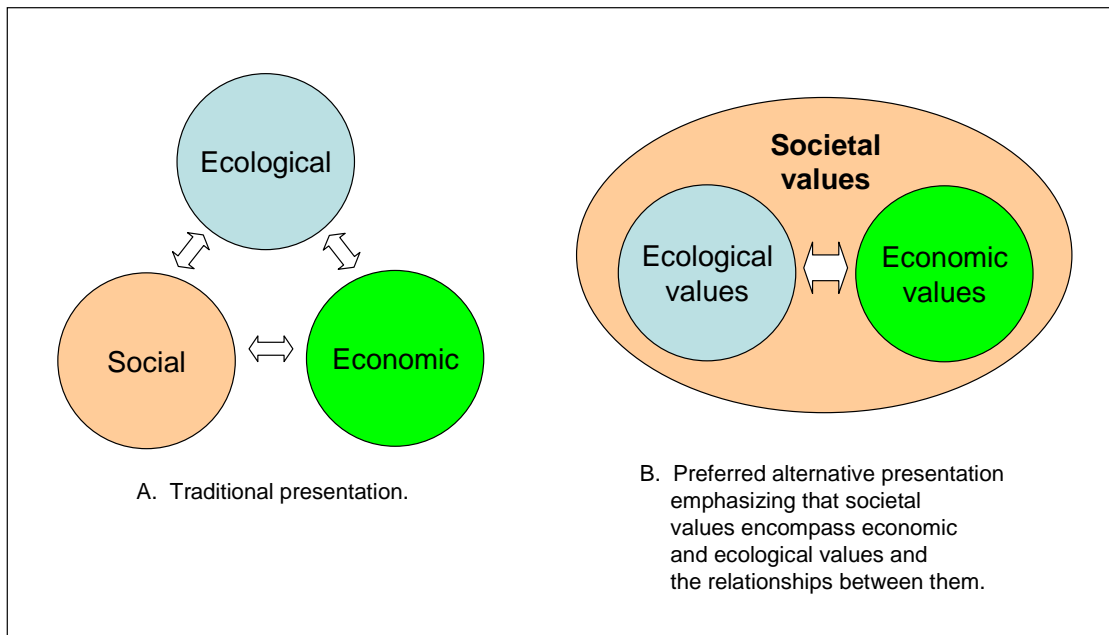 Ecological
Social
Economic
A. Traditional presentation.
Societal
values
Ecological
values
Economic
values
B. Preferred alternative presentation
emphasizing that societal
values encompass economic
and ecological values and
the relationships between them.